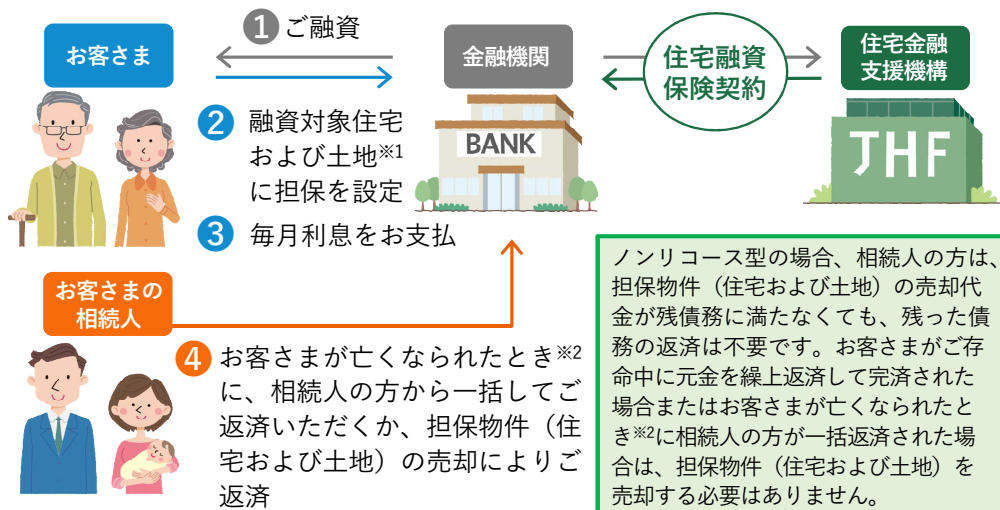 ❶ ご融資
お客さま
金融機関
住宅融資
保険契約
住宅金融
支援機構
BANK
JHF
❷ 融資対象住宅
および土地※1
に担保を設定
❸ 毎月利息をお支払
お客さまの
相続人
❹ お客さまが亡くなられたとき※2
に、相続人の方から一括してご
返済いただくか、担保物件（住
宅および土地）の売却によりご
返済
ノンリコース型の場合、相続人の方は、
担保物件（住宅および土地）の売却代
金が残債務に満たなくても、残った債
務の返済は不要です。お客さまがご存
命中に元金を繰上返済して完済された
場合またはお客さまが亡くなられたと
き※2に相続人の方が一括返済された場
合は、担保物件（住宅および土地）を
売却する必要はありません。